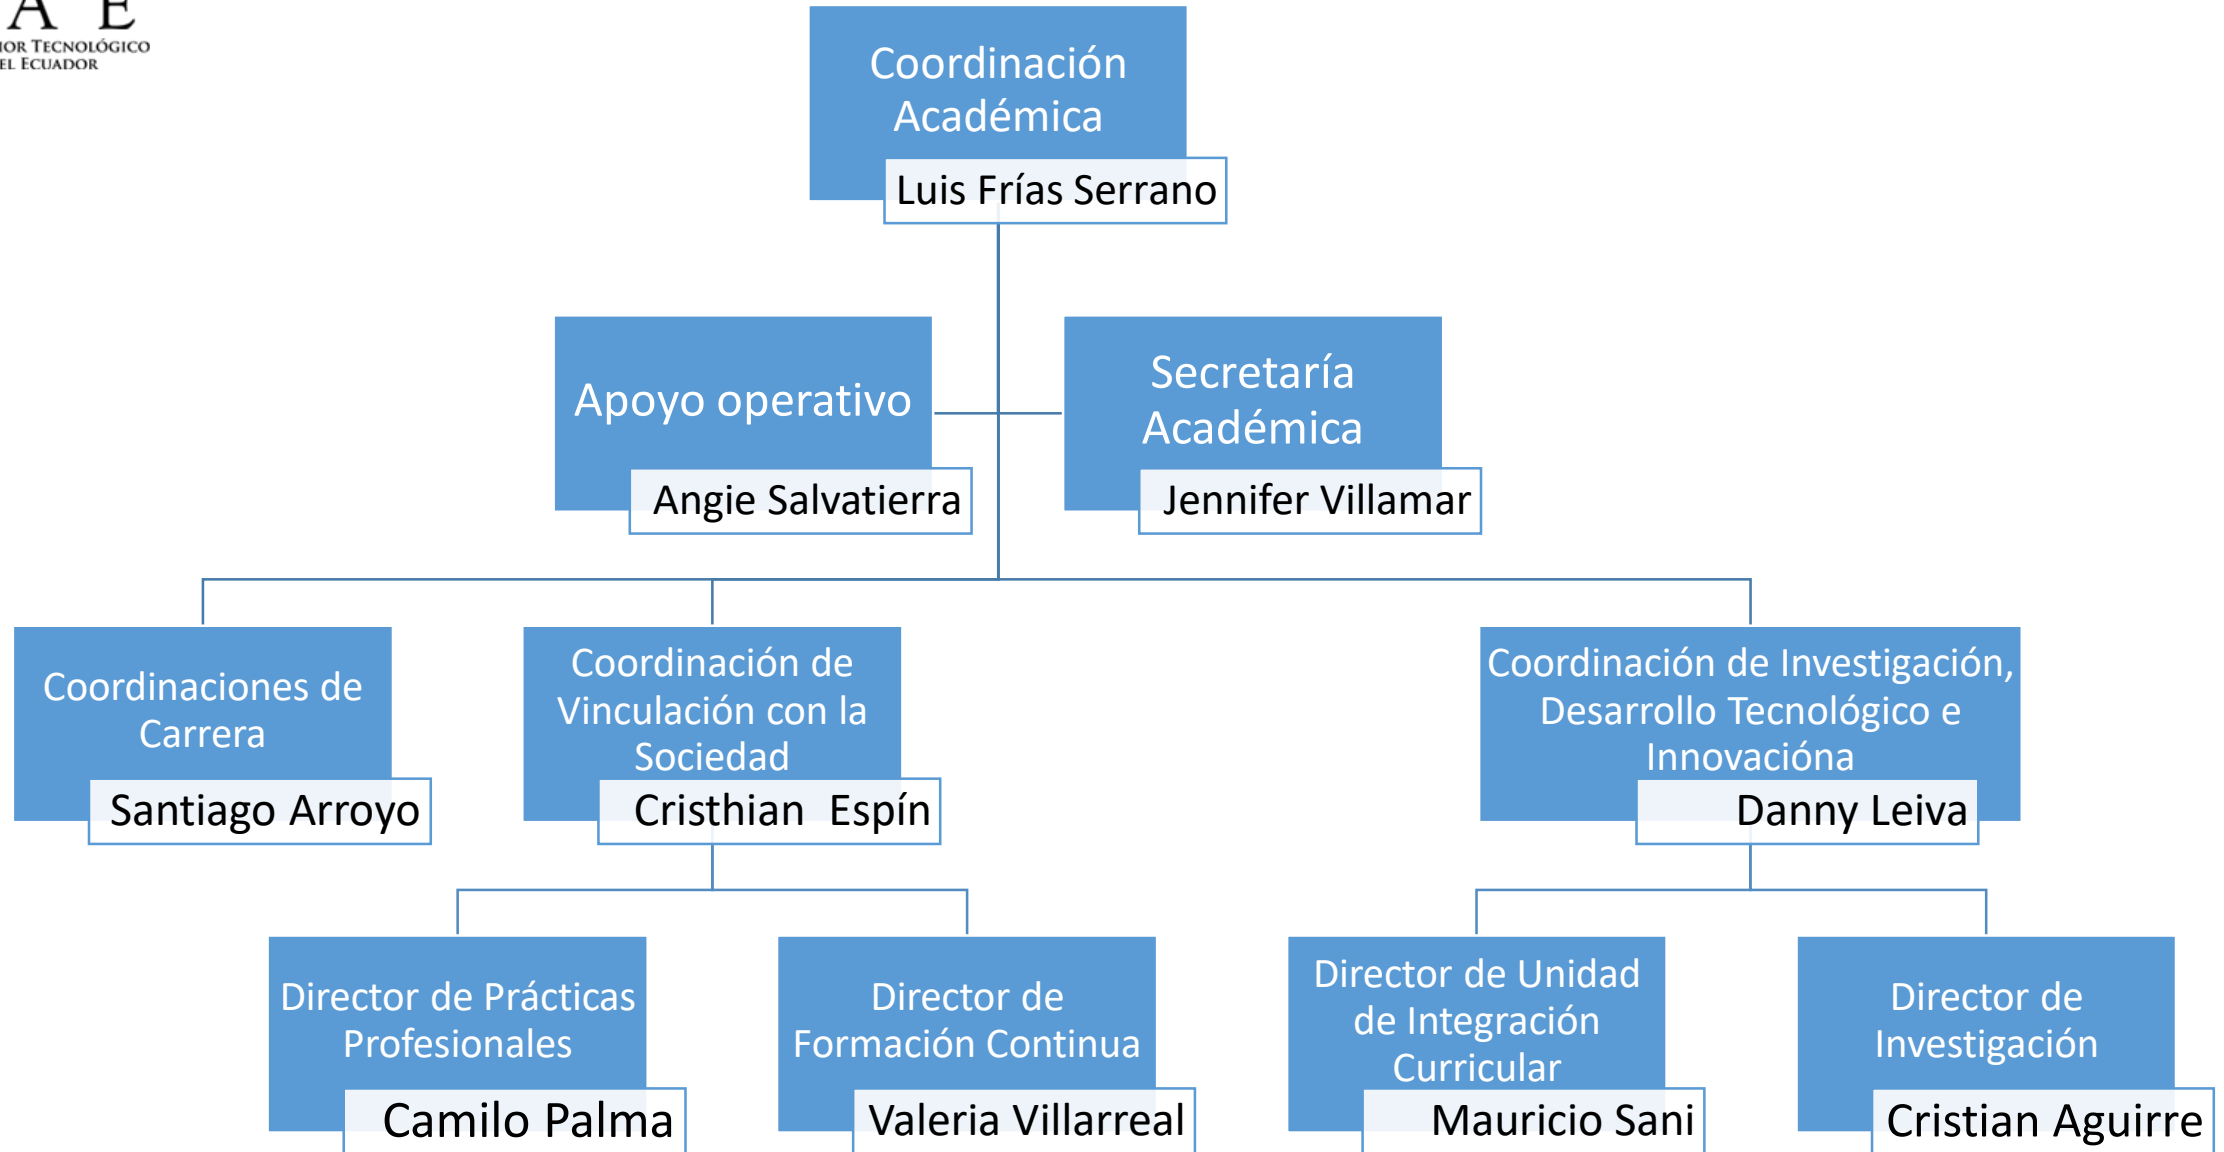 A E
TECNOLÓGICO
EL ECUADOR
Coordinación
Académica
Luis Frías Serrano
Apoyo operativo
Angie Salvatierra
Secretaría
Académica
Jennifer Villamar
Coordinaciones de
Carrera
Santiago Arroyo
Coordinación de
Vinculación con la
Sociedad
Cristhian  Espín
Coordinación de Investigación,
Desarrollo Tecnológico e
Innovacióna
Danny Leiva
Director de Prácticas
Profesionales
Camilo Palma
Director de
Formación Continua
Valeria Villarreal
Director de Unidad
de Integración
Curricular
Mauricio Sani
Director de
Investigación
Cristian Aguirre